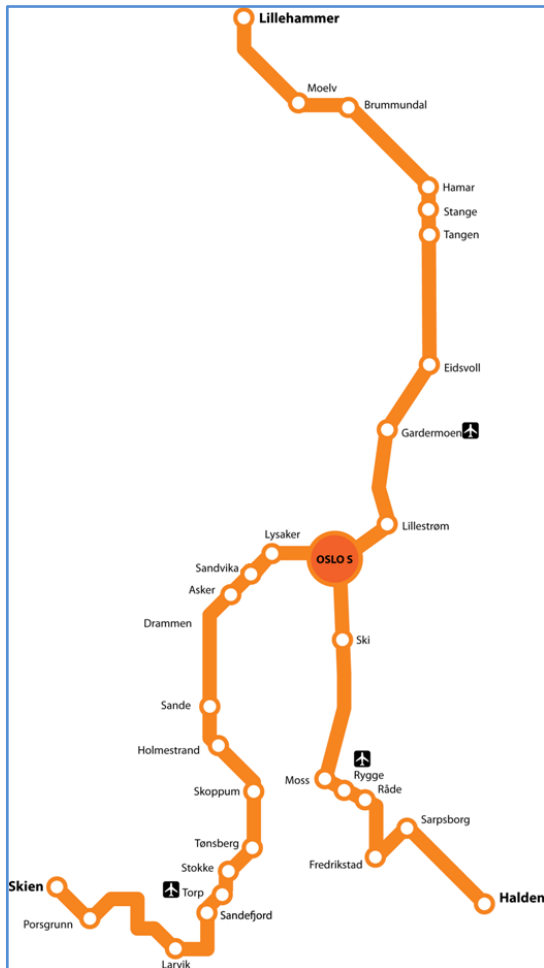 Lillehammer
Moelv
Brummundal
Hamar
Stange
Tangen
Eidsvoll
Gardermoen
Lillestrøm
Lysaker
OSLO S
Sandvika
Asker
Drammen
Ski
Sande
Holmestrand
Rygge
Moss
Råde
Skoppum
Sarpsborg
Tønsberg
Fredrikstad
Stokke
Skien
Torp
Halden
Sandefjord
Porsgrunn
Larvik